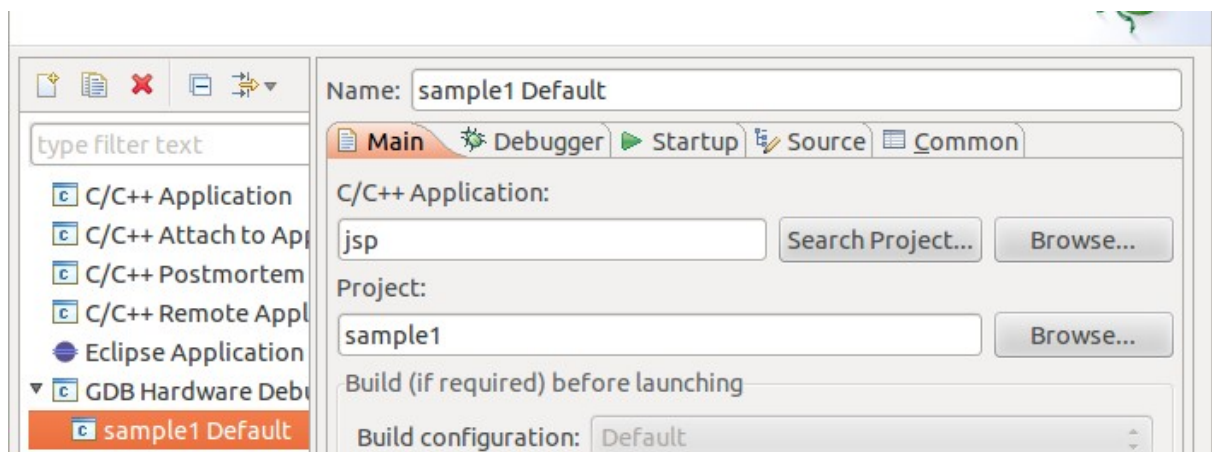 Name: sample1 Default
type filter text
C/C++ Application
C/C++ Attach to App
C/C++ Postmortem
C/C++ Remote Appl
Eclipse Application
GDB Hardware Debu
sample1 Default
Main Debugger Startup Source Common
C/C++ Application:
jsp Search Project... Browse...
Project:
sample1 Browse...
Build (if required) before launching
Build configuration: Default